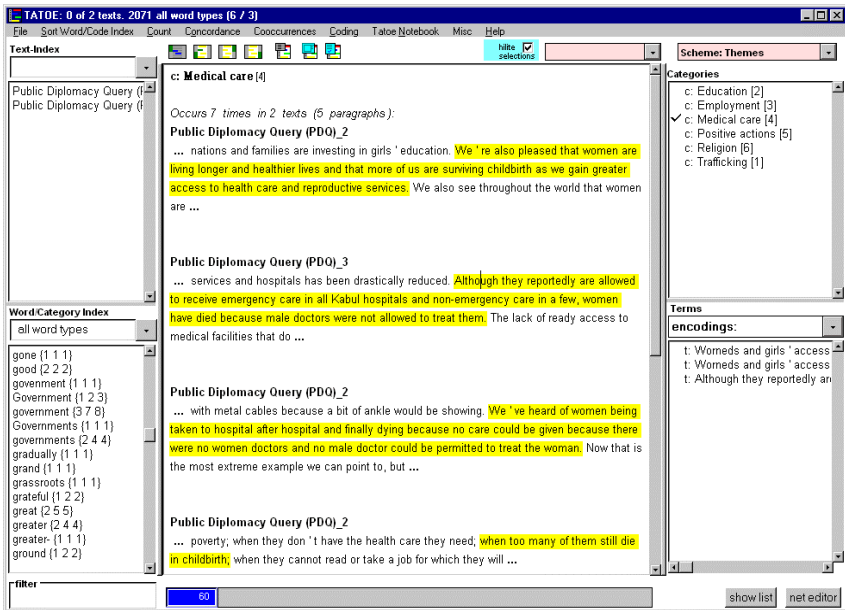 TATOE: 0 of 2 texts. 2071 all word types (6 / 3)
File Sort Word/Code Index Count Concordance Cooccurrences Coding Tatoe Notebook Misc Help
Text-Index
Public Diplomacy Query (
Public Diplomacy Query (
Word/Category Index
all word types
gone {1 1 1}
good {2 2 2}
govenment {1 1 1}
Government {1 2 3}
government {3 7 8}
Governments {1 1 1}
governments {2 4 4}
gradually {1 1 1}
grand {1 1 1}
grassroots {1 1 1}
grateful {1 2 2}
great {2 5 5}
greater {2 4 4}
greater- {1 1 1}
ground {1 2 2}
filter
hilite
selections
c: Medical care [4]
Occurs 7 times in 2 texts (5 paragraphs ):
Public Diplomacy Query (PDQ)_2
... nations and families are investing in girls ' education. We ' re also pleased that women are
living longer and healthier lives and that more of us are surviving childbirth as we gain greater
access to health care and reproductive services. We also see throughout the world that women
are ...
Public Diplomacy Query (PDQ)_3
... services and hospitals has been drastically reduced. Although they reportedly are allowed
to receive emergency care in all Kabul hospitals and non-emergency care in a few, women
have died because male doctors were not allowed to treat them. The lack of ready access to
medical facilities that do ...
Public Diplomacy Query (PDQ)_2
... with metal cables because a bit of ankle would be showing. We ' ve heard of women being
taken to hospital after hospital and finally dying because no care could be given because there
were no women doctors and no male doctor could be permitted to treat the woman. Now that is
the most extreme example we can point to, but ...
Public Diplomacy Query (PDQ)_2
... poverty; when they don ' t have the health care they need; when too many of them still die
in childbirth; when they cannot read or take a job for which they will ...
60
Scheme: Themes
Categories
c: Education [2]
c: Employment [3]
c: Medical care [4]
c: Positive actions [5]
c: Religion [6]
c: Trafficking [1]
Terms
encodings:
t: Womeds and girls ' access
t: Womeds and girls ' access
t: Although they reportedly
show list
net editor